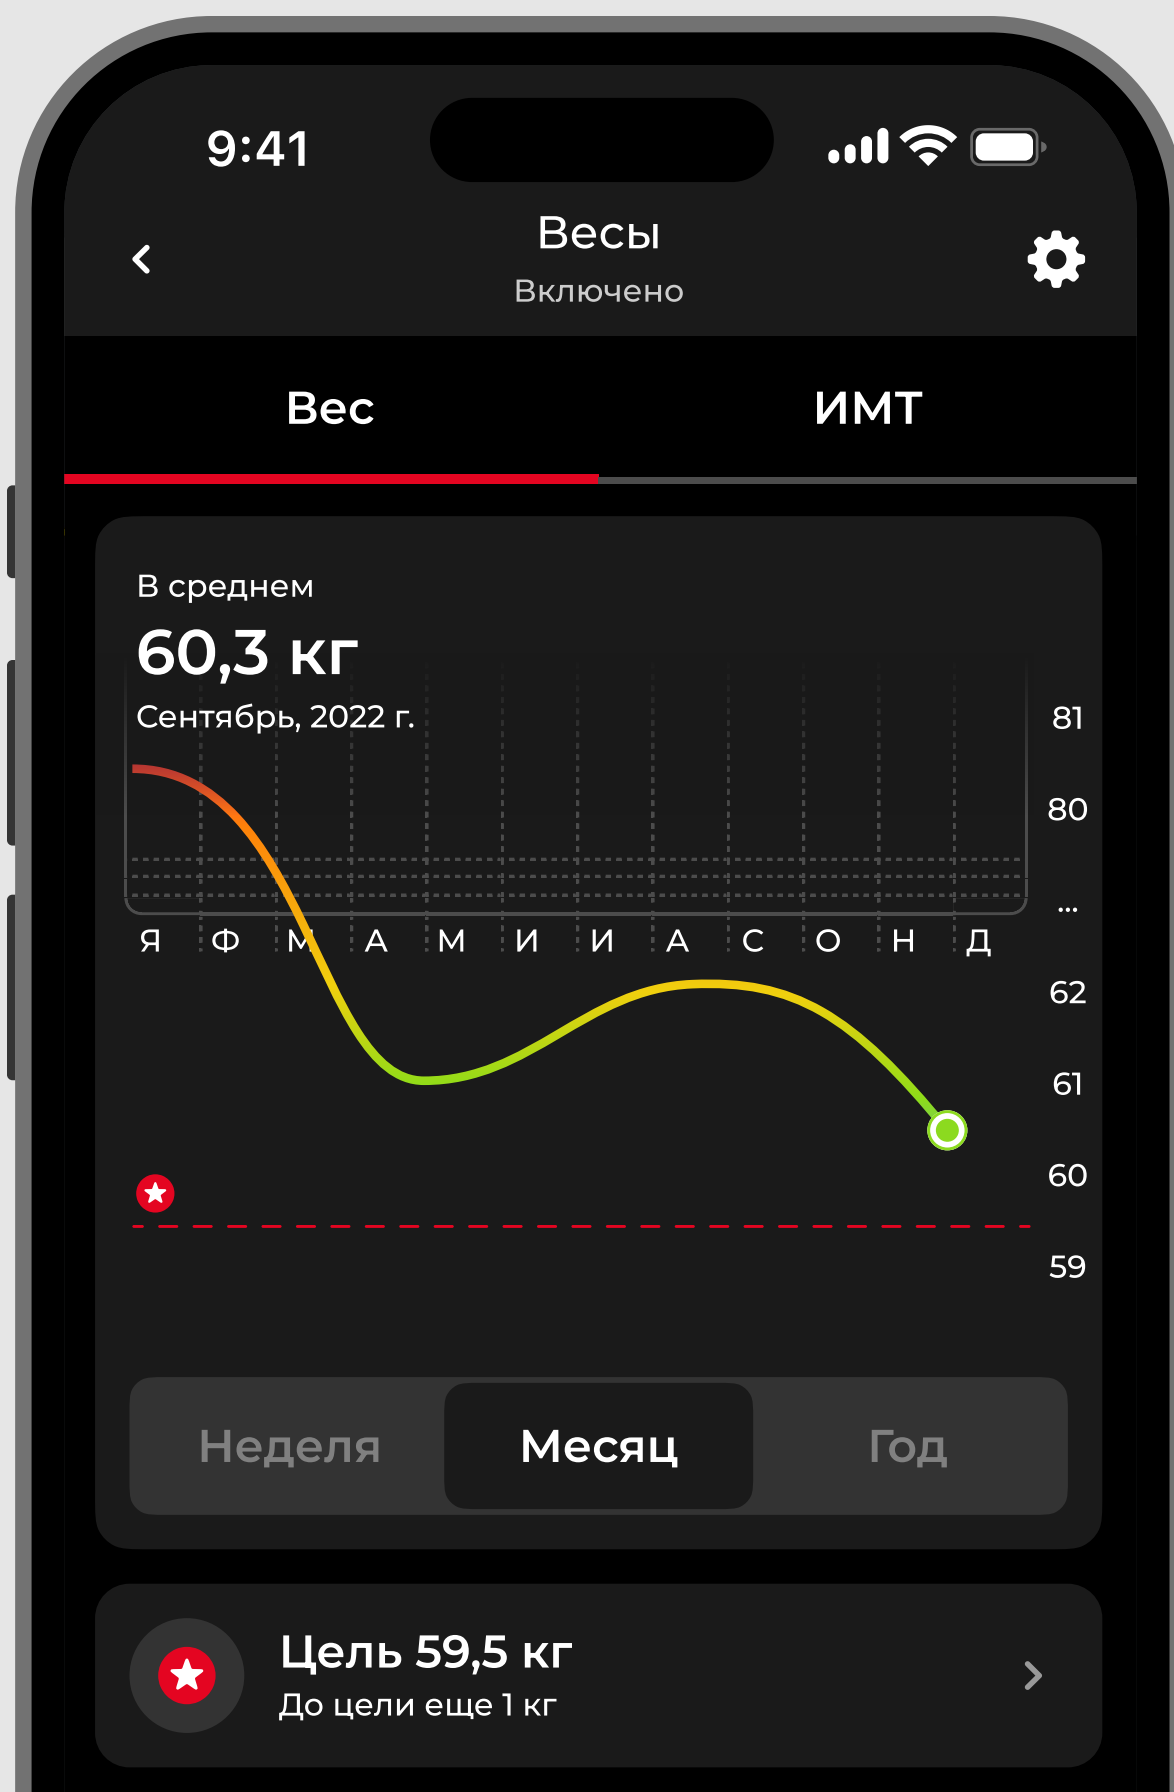 9:41
Весы
Включено
Вес ИМТ
В среднем
60,3 кг
Сентябрь, 2022 г.
81
80
...
Я Ф М А М И И А С О Н Д
62
61
60
59
Неделя Месяц Год
Цель 59,5 кг
До цели еще 1 кг